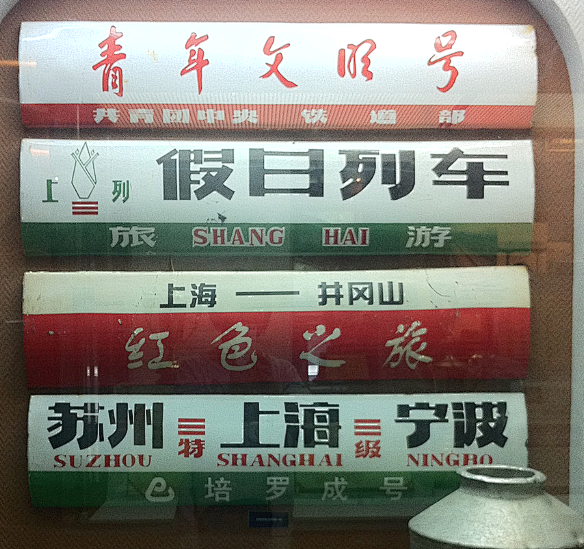 青年文明号
共青团中央 铁道部
上 列 假日列车
旅 SHANG HAI 游
上海 — 井冈山
红色之旅
苏州 特 上海 级 宁波
SUZHOU SHANGHAI NINGBO
培罗成号